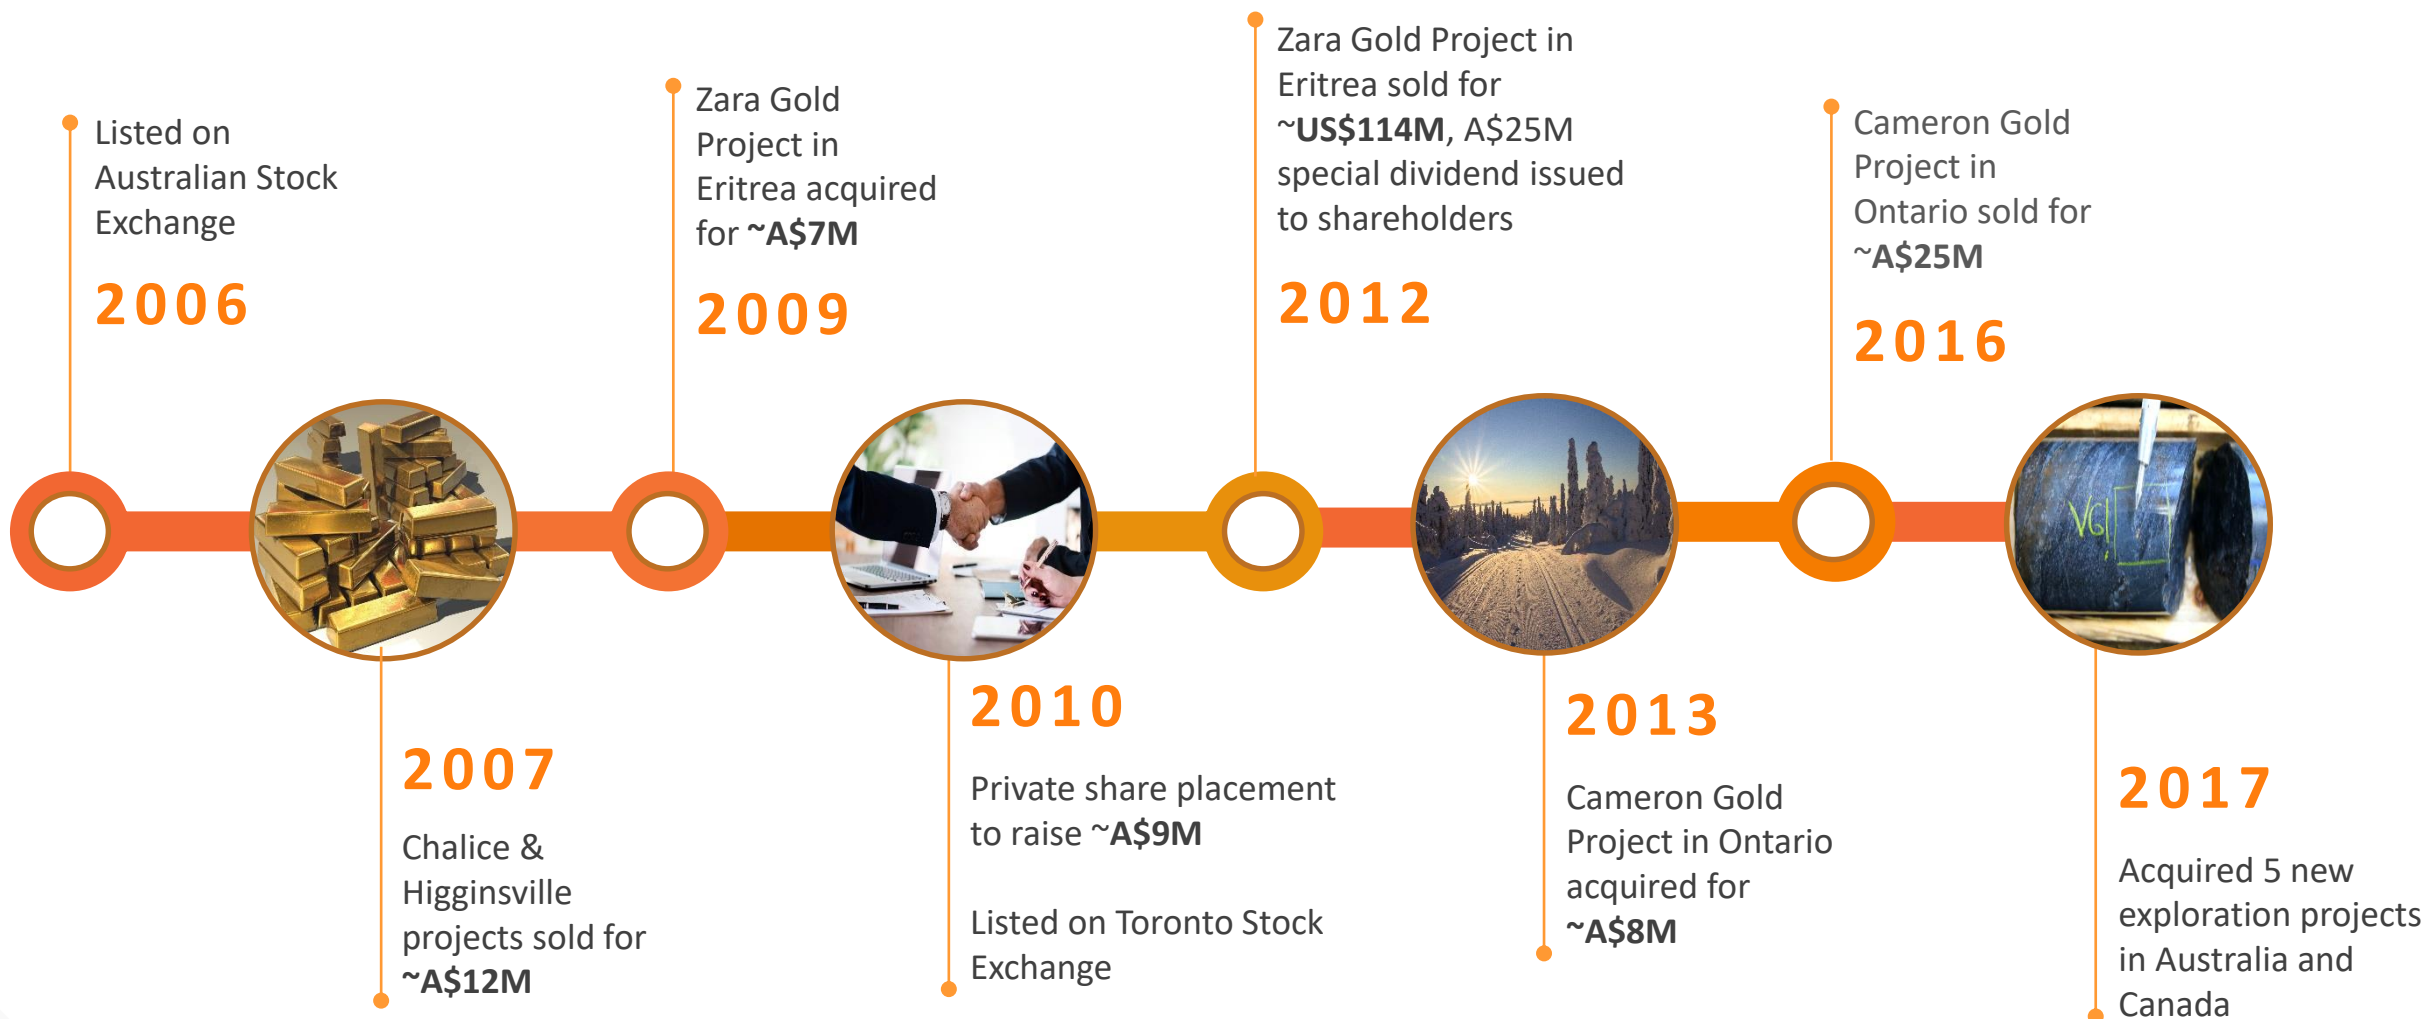 Listed on
Australian Stock
Exchange
2006
2007
Chalice &
Higginsville
projects sold for
~A$12M
Zara Gold
Project in
Eritrea acquired
for ~A$7M
2009
2010
Private share placement
to raise ~A$9M
Listed on Toronto Stock
Exchange
Zara Gold Project in
Eritrea sold for
~US$114M, A$25M
special dividend issued
to shareholders
2012
2013
Cameron Gold
Project in Ontario
acquired for
~A$8M
Cameron Gold
Project in
Ontario sold for
~A$25M
2016
VG!
2017
Acquired 5 new
exploration projects
in Australia and
Canada